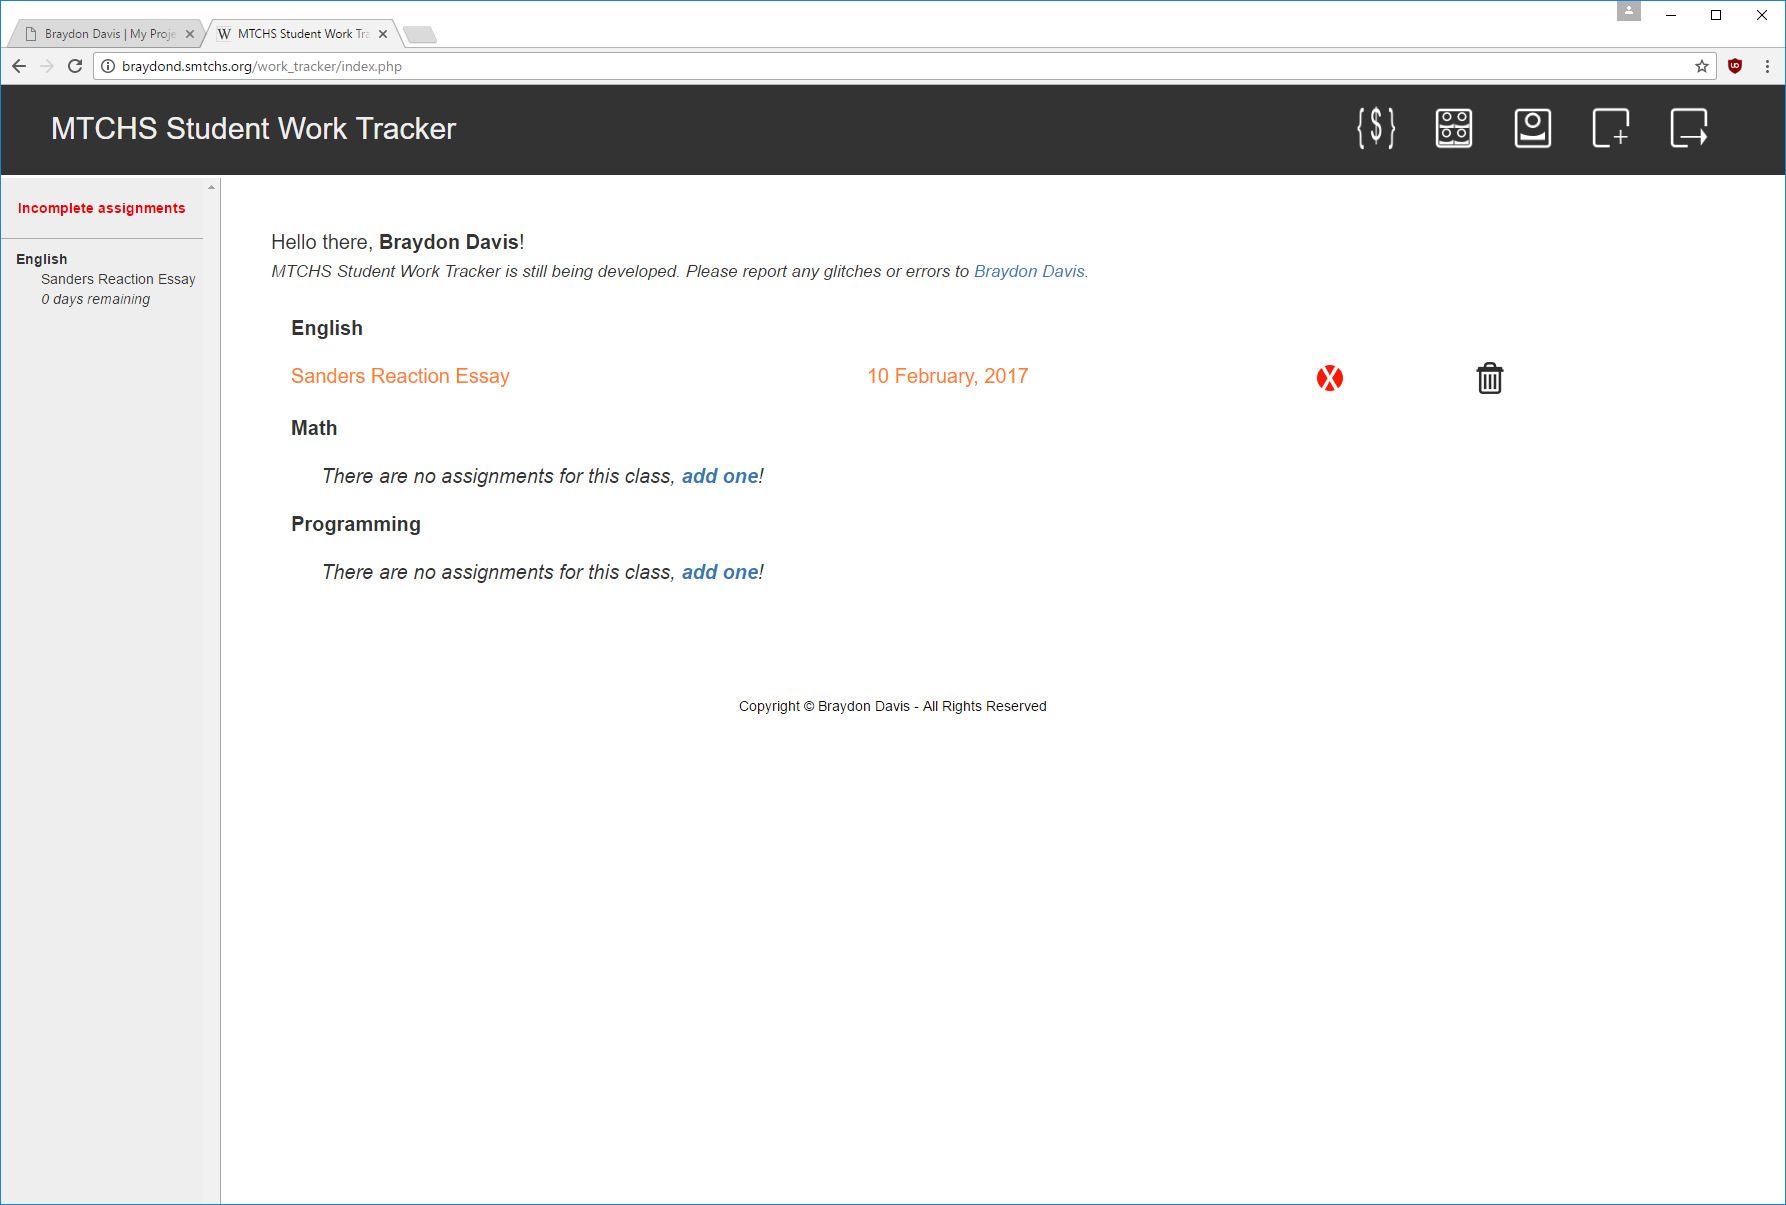 Braydon Davis | My Proje
W MTCHS Student Work Tra
braydond.smtchs.org/work_tracker/index.php
MTCHS Student Work Tracker
{$}
Incomplete assignments
English
Sanders Reaction Essay
0 days remaining
Hello there, Braydon Davis!
MTCHS Student Work Tracker is still being developed. Please report any glitches or errors to Braydon Davis.
English
Sanders Reaction Essay 10 February, 2017
Math
There are no assignments for this class, add one!
Programming
There are no assignments for this class, add one!
Copyright © Braydon Davis - All Rights Reserved